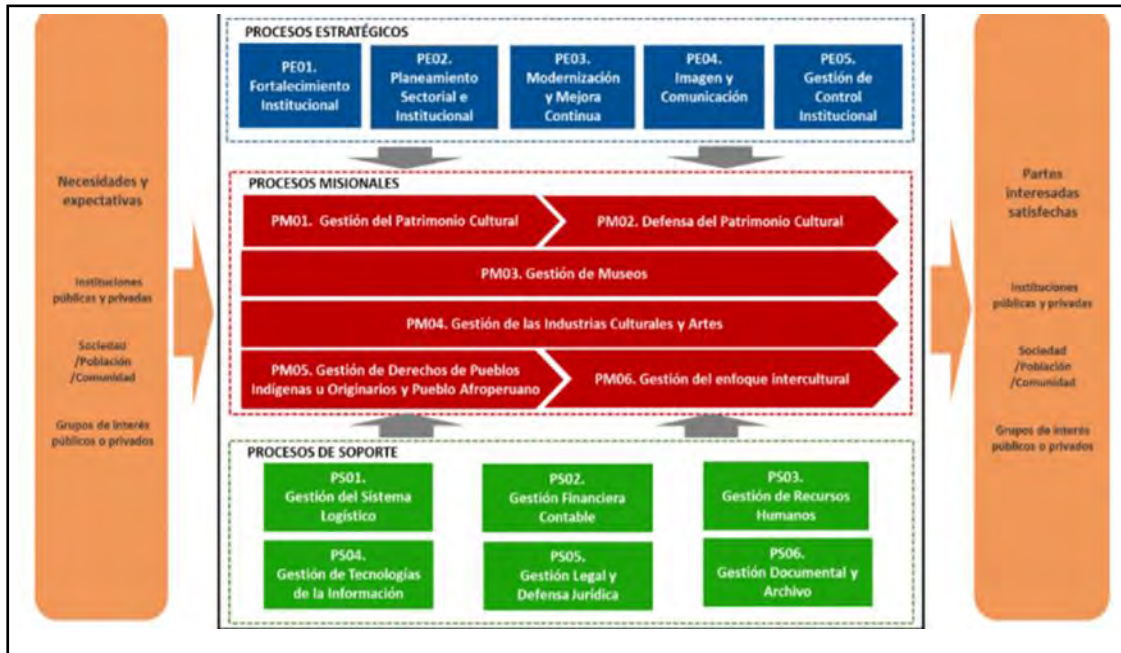 PROCESOS ESTRATÉGICOS
PE01.
Fortalecimiento
Institucional
PE02.
Planeamiento
Sectorial e
Institucional
PE03.
Modernización
y Mejora
Continua
PE04.
Imagen y
Comunicación
PE05.
Gestión de
Control
Institucional
Necesidades y
expectativas
Instituciones
públicas y privadas
Sociedad
/Población
/Comunidad
Grupos de interés
públicos o privados
PROCESOS MISIONALES
PM01. Gestión del Patrimonio Cultural
PM02. Defensa del Patrimonio Cultural
PM03. Gestión de Museos
PM04. Gestión de las Industrias Culturales y Artes
PM05. Gestión de Derechos de Pueblos
Indígenas u Originarios y Pueblo Afroperuano
PM06. Gestión del enfoque intercultural
PROCESOS DE SOPORTE
PS01.
Gestión del Sistema
Logístico
PS02.
Gestión Financiera
Contable
PS03.
Gestión de Recursos
Humanos
PS04.
Gestión de Tecnologías
de la Información
PS05.
Gestión Legal y
Defensa Jurídica
PS06.
Gestión Documental y
Archivo
Partes
interesadas
satisfechas
Instituciones
públicas y privadas
Sociedad
/Población
/Comunidad
Grupos de interés
públicos o privados